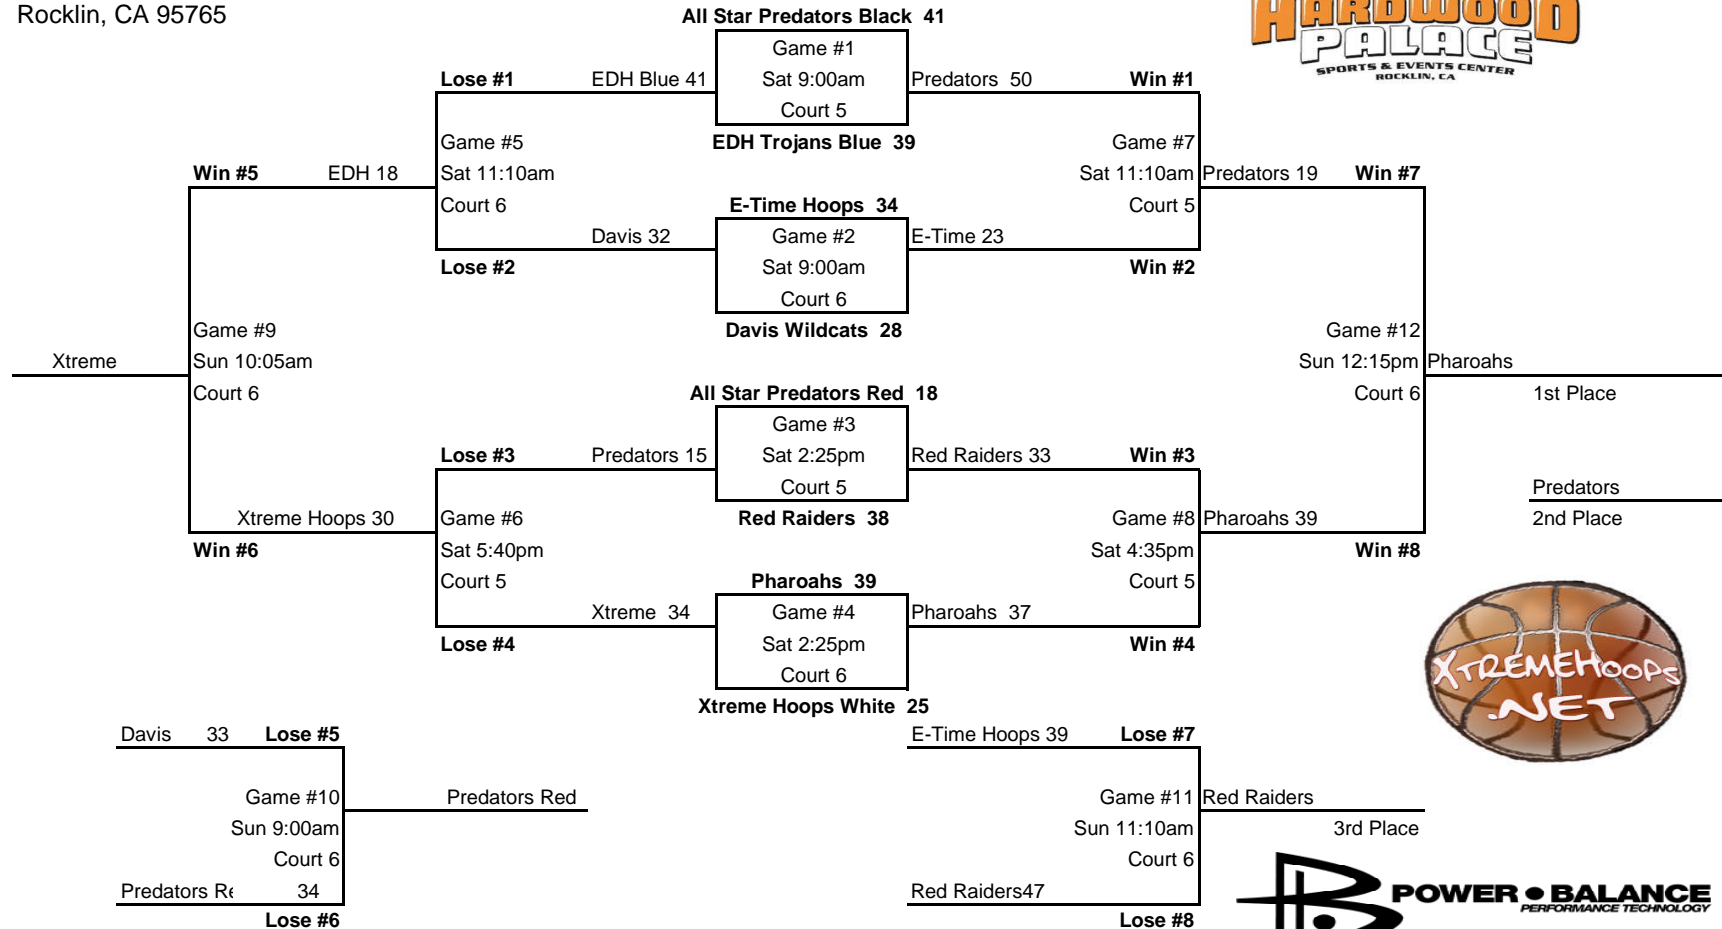 Rocklin, CA 95765
All Star Predators Black 41
HARDWOOD
PALACE
SPORTS & EVENTS CENTER
ROCKLIN, CA
Game #1
Lose #1 EDH Blue 41 Sat 9:00am Predators 50 Win #1
Court 5
Game #5 EDH Trojans Blue 39 Game #7
Win #5 EDH 18 Sat 11:10am Sat 11:10am Predators 19 Win #7
Court 6 E-Time Hoops 34 Court 5
Davis 32 Game #2 E-Time 23
Lose #2 Sat 9:00am Win #2
Court 6
Game #9 Davis Wildcats 28 Game #12
Xtreme Sun 10:05am Sun 12:15pm Pharoahs
Court 6 All Star Predators Red 18 Court 6 1st Place
Game #3
Lose #3 Predators 15 Sat 2:25pm Red Raiders 33 Win #3
Court 5 Predators
Xtreme Hoops 30 Game #6 Red Raiders 38 Game #8 Pharoahs 39 2nd Place
Win #6 Sat 5:40pm Sat 4:35pm Win #8
Court 5 Pharoahs 39 Court 5
Xtreme 34 Game #4 Pharoahs 37
Lose #4 Sat 2:25pm Win #4
Court 6
XTREMEHOOPS
.NET
Xtreme Hoops White 25
Davis 33 Lose #5 E-Time Hoops 39 Lose #7
Game #10 Predators Red Game #11 Red Raiders
Sun 9:00am Sun 11:10am 3rd Place
Court 6 Court 6
Predators Re 34 Red Raiders47
POWER • BALANCE
PERFORMANCE TECHNOLOGY
Lose #6 Lose #8